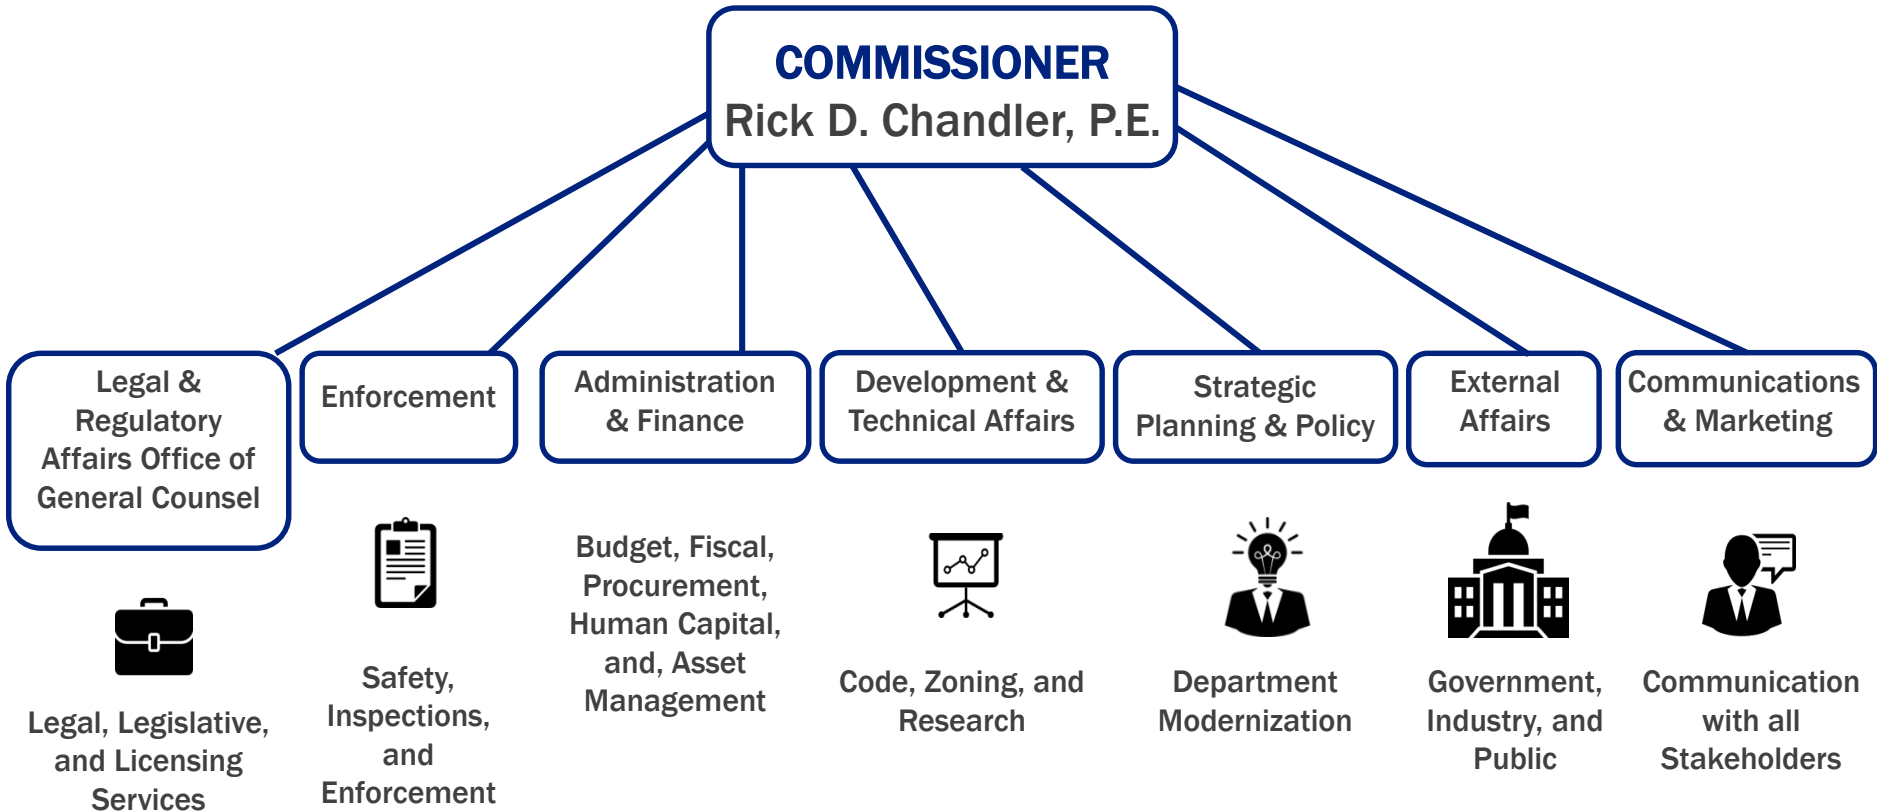 COMMISSIONER
Rick D. Chandler, P.E.
Legal &
Regulatory
Affairs Office of
General Counsel
Enforcement
Administration
& Finance
Development &
Technical Affairs
Strategic
Planning & Policy
External
Affairs
Communications
& Marketing
Legal, Legislative,
and Licensing
Services
Safety,
Inspections,
and
Enforcement
Budget, Fiscal,
Procurement,
Human Capital,
and, Asset
Management
Code, Zoning, and
Research
Department
Modernization
Government,
Industry, and
Public
Communication
with all
Stakeholders